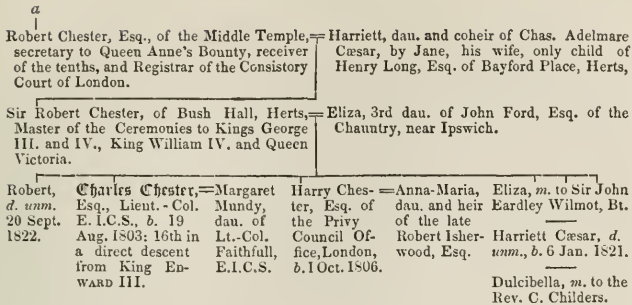 a
Robert Chester, Esq., of the Middle Temple,=Harriett, dau. and coheir of Chas. Adelmare
secretary to Queen Anne's Bounty, receiver
Cæsar, by Jane, his wife, only child of
of the tenths, and Registrar of the Consistory
Henry Long, Esq. of Bayford Place, Herts,
Court of London.
Sir Robert Chester, of Bush Hall, Herts,=Eliza, 3rd dau. of John Ford, Esq. of the
Master of the Ceremonies to Kings George
Chauntry, near Ipswich.
III. and IV., King William IV. and Queen
Victoria.
Robert,
d. unm.
20 Sept.
1822.
Charles Chester,=
Esq., Lieut.-Col.
E.I.C.S., b. 19
Aug. 1803: 16th in
a direct descent
from King ED-
WARD III.
Margaret
Mundy,
dau. of
Lt.-Col.
Faithfull,
E.I.C.S.
Harry Ches-=
ter, Esq. of
the Privy
Council Of-
fice, London,
b. 1 Oct. 1806.
Anna-Maria,
dau. and heir
of the late
Robert Isher-
wood, Esq.
Eliza, m. to Sir John
Eardley Wilmot, Bt.
Harriett Cæsar, d.
unm., b. 6 Jan. 1821.
Dulcibella, m. to the
Rev. C. Childers.